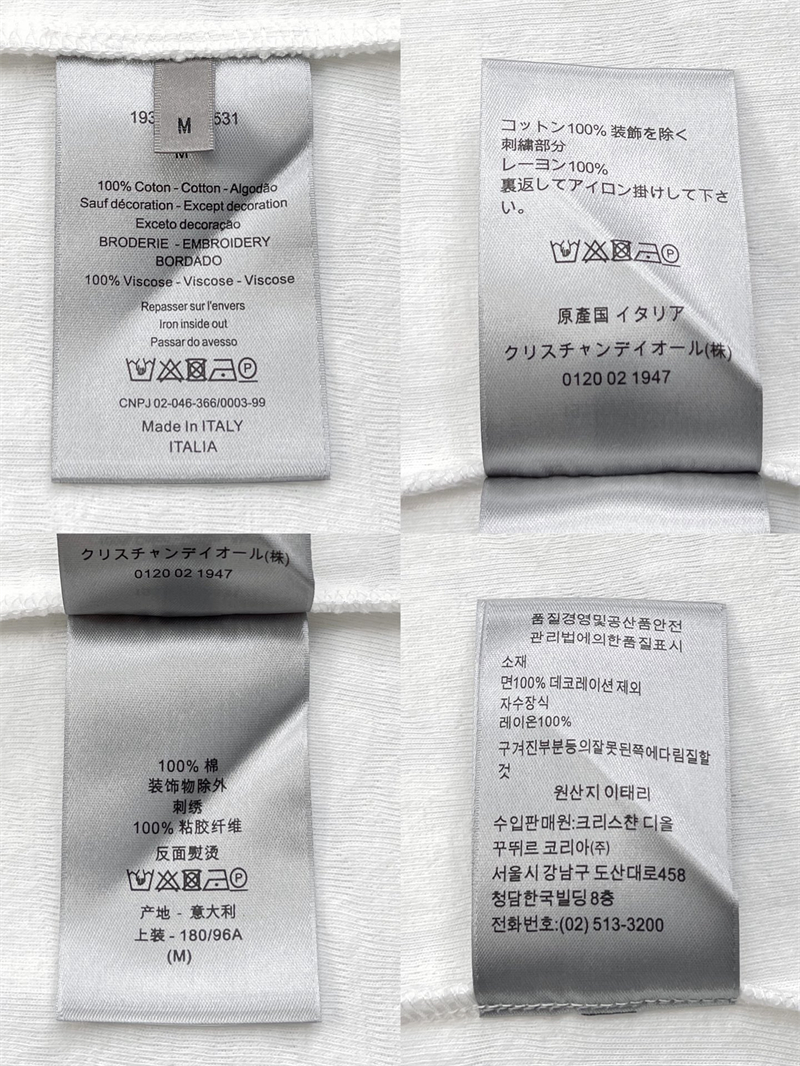 193
531
M
M
100% Coton - Cotton - Algodão
Sauf décoration - Except decoration
Exceto decoração
BRODERIE - EMBROIDERY
BORDADO
100% Viscose - Viscose - Viscose
Repasser sur l'envers
Iron inside out
Passar do avesso
P
CNPJ 02-046-366/0003-99
Made In ITALY
ITALIA
コットン100% 装飾を除く
刺繍部分
レーヨン100%
裏返してアイロン掛けして下さ
い。
P
原產国 イタリア
クリスチャンデイオール(株)
0120 02 1947
クリスチャンデイオール(株)
0120 02 1947
100% 棉
装饰物除外
刺绣
100% 粘胶纤维
反面熨烫
P
产地 - 意大利
上装 - 180/96A
(M)
품질경영및공산품안전
관리법에의한품질표시
소재
면100% 데코레이션 제외
자수장식
레이온100%
구겨진부분등의잘못된쪽에다림질할
것
원산지 이태리
수입판매원:크리스챤 디올
꾸뛰르 코리아(주)
서울시 강남구 도산대로458
청담한국빌딩 8층
전화번호:(02) 513-3200